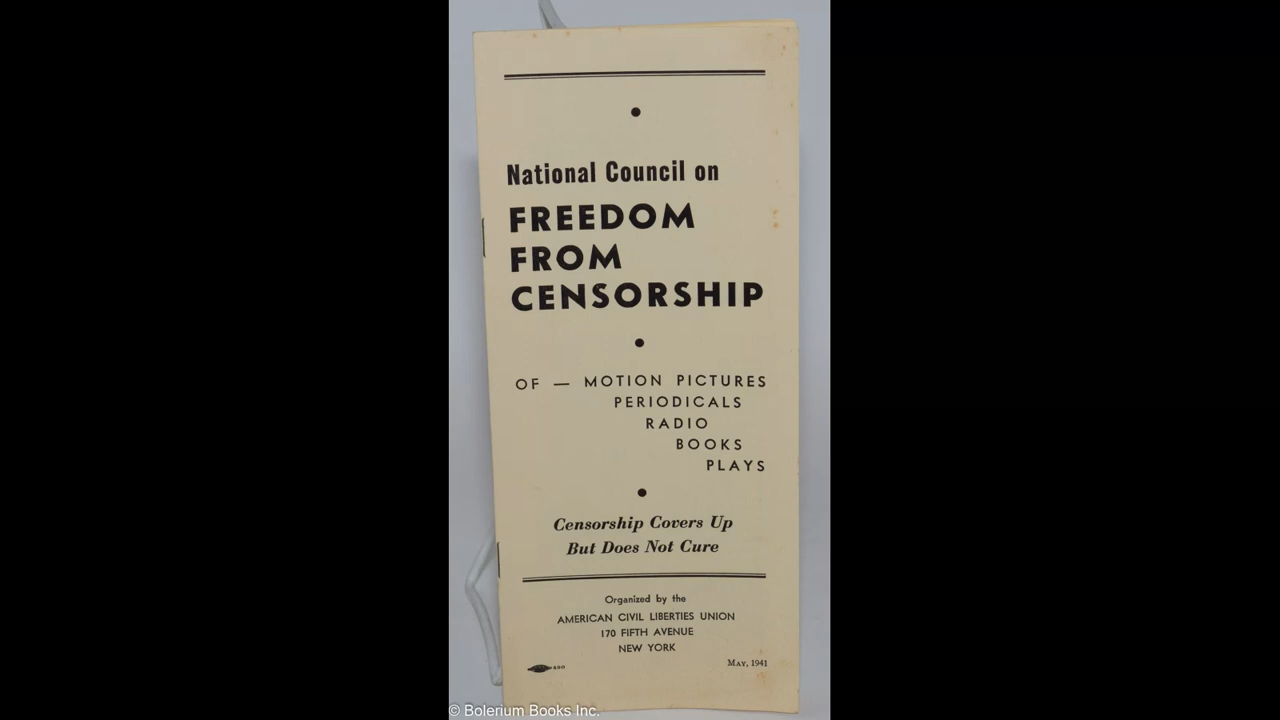 National Council on
FREEDOM
FROM
CENSORSHIP
OF — MOTION PICTURES
PERIODICALS
RADIO
BOOKS
PLAYS
Censorship Covers Up
But Does Not Cure
Organized by the
AMERICAN CIVIL LIBERTIES UNION
170 FIFTH AVENUE
NEW YORK
May, 1941
© Bolerium Books Inc.